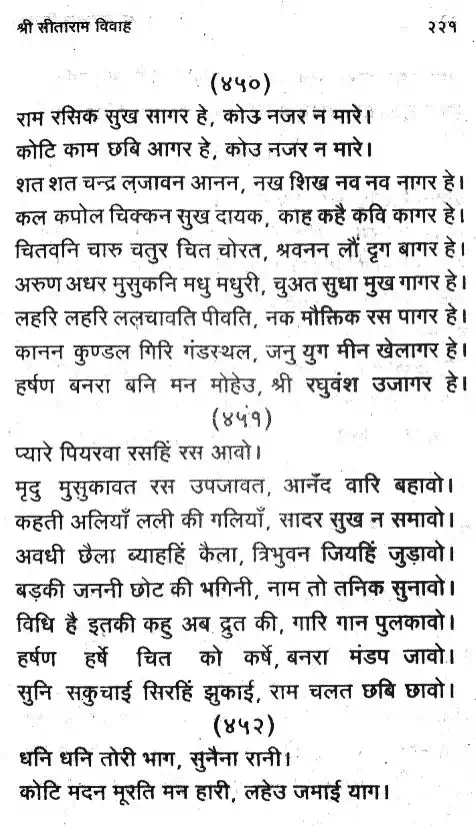 श्री सीताराम विवाह २२१
(४५०)
राम रसिक सुख सागर हे, कोउ नजर न मारे।
कोटि काम छबि आगर हे, कोउ नजर न मारे।
शत शत चन्द्र लजावन आनन, नख शिख नव नव नागर हे।
कल कपोल चिक्कन सुख दायक, काह कहै कवि कागर हे।
चितवनि चारु चतुर चित चोरत, श्रवनन लौं दृग बागर हे।
अरुण अधर मुसुकनि मधु मधुरी, चुअत सुधा मुख गागर हे।
लहरि लहरि ललचावति पीवति, नक मौक्तिक रस पागर हे।
कानन कुण्डल गिरि गंडस्थल, जनु युग मीन खेलागर हे।
हर्षण बनरा बनि मन मोहेउ, श्री रघुवंश उजागर हे।
(४५१)
प्यारे पियरवा रसहिं रस आवो।
मृदु मुसुकावत रस उपजावत, आनँद वारि बहावो।
कहती अलियाँ लली की गलियाँ, सादर सुख न समावो।
अवधी छैला ब्याहहिं कैला, त्रिभुवन जियहिं जुड़ावो।
बड़की जननी छोट की भगिनी, नाम तो तनिक सुनावो।
विधि है इतकी कहु अब द्रुत की, गारि गान पुलकावो।
हर्षण हर्षे चित को कर्षे, बनरा मंडप जावो।
सुनि सकुचाई सिरहिं झुकाई, राम चलत छबि छावो।
(४५२)
धनि धनि तोरी भाग, सुनैना रानी।
कोटि मदन मूरति मन हारी, लहेउ जमाई याग।